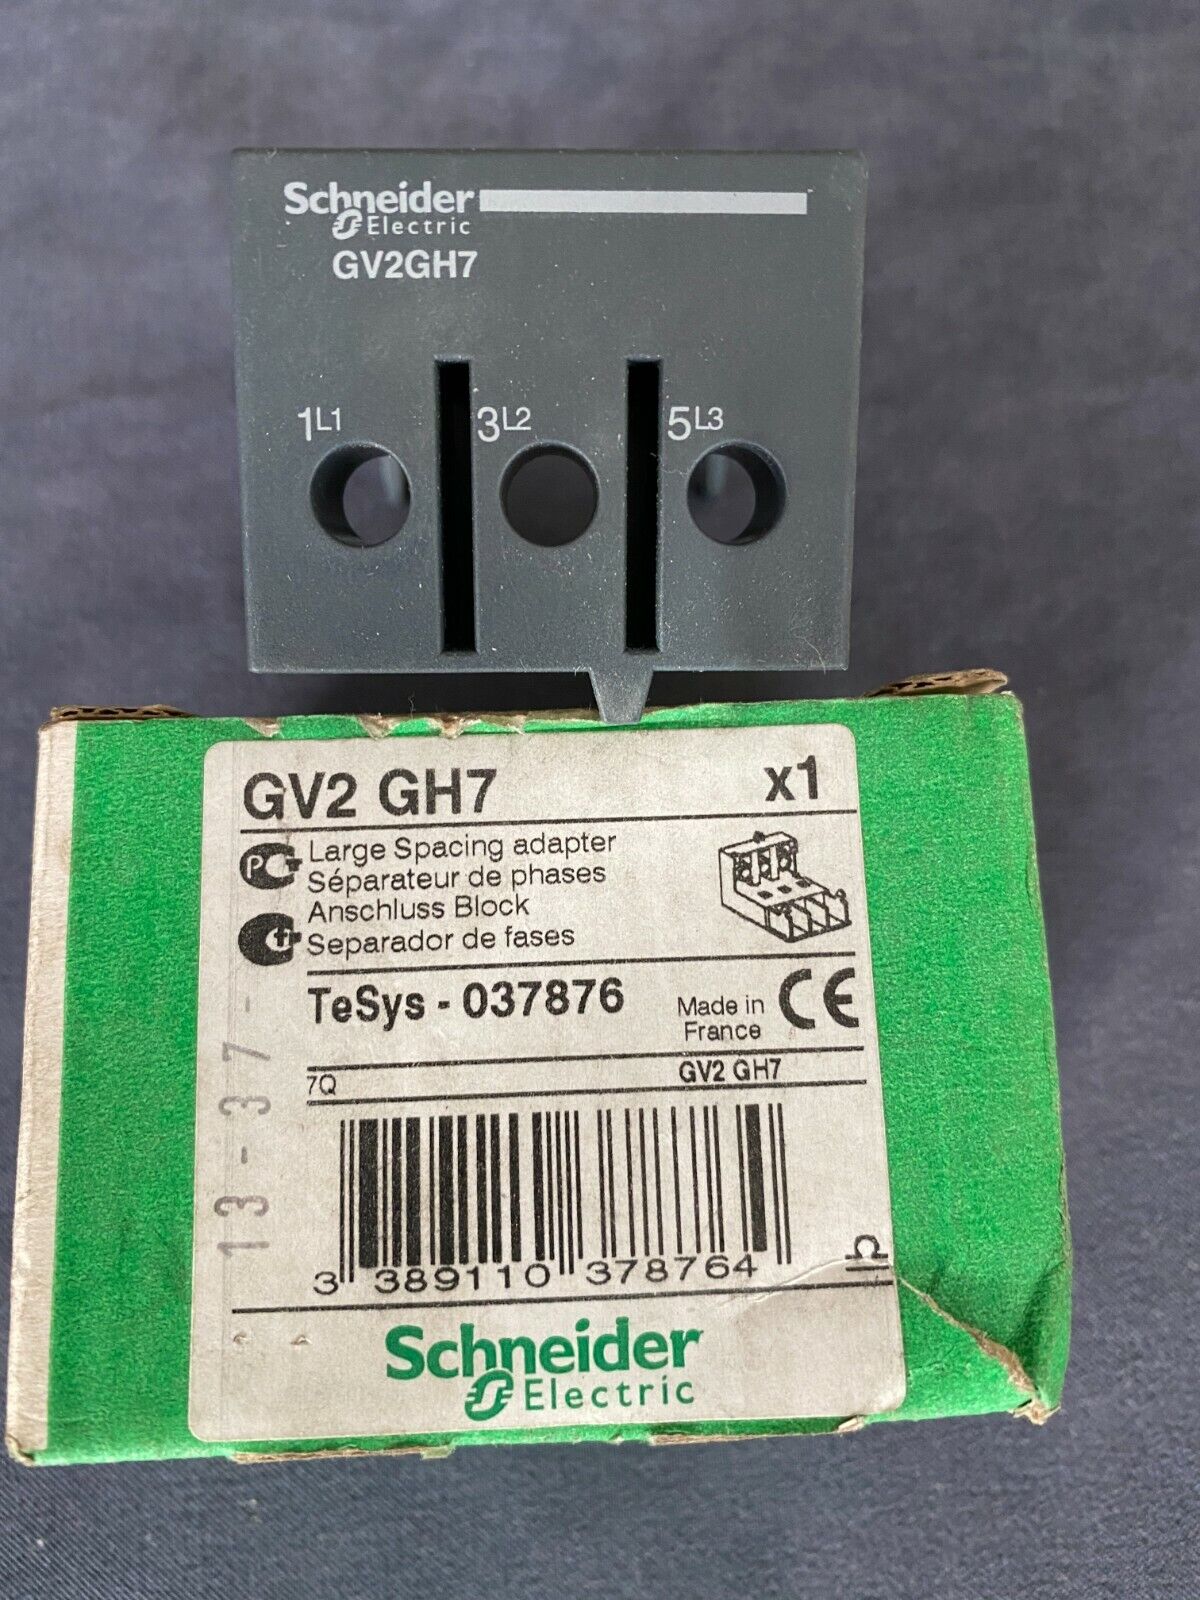 Schneider
Electric
GV2GH7
1L1 3L2 5L3
GV2 GH7 x1
Large Spacing adapter
Séparateur de phases
Anschluss Block
Separador de fases
TeSys - 037876
Made in
France
CE
7Q GV2 GH7
13-37-
3 389110 378764
Schneider
Electric